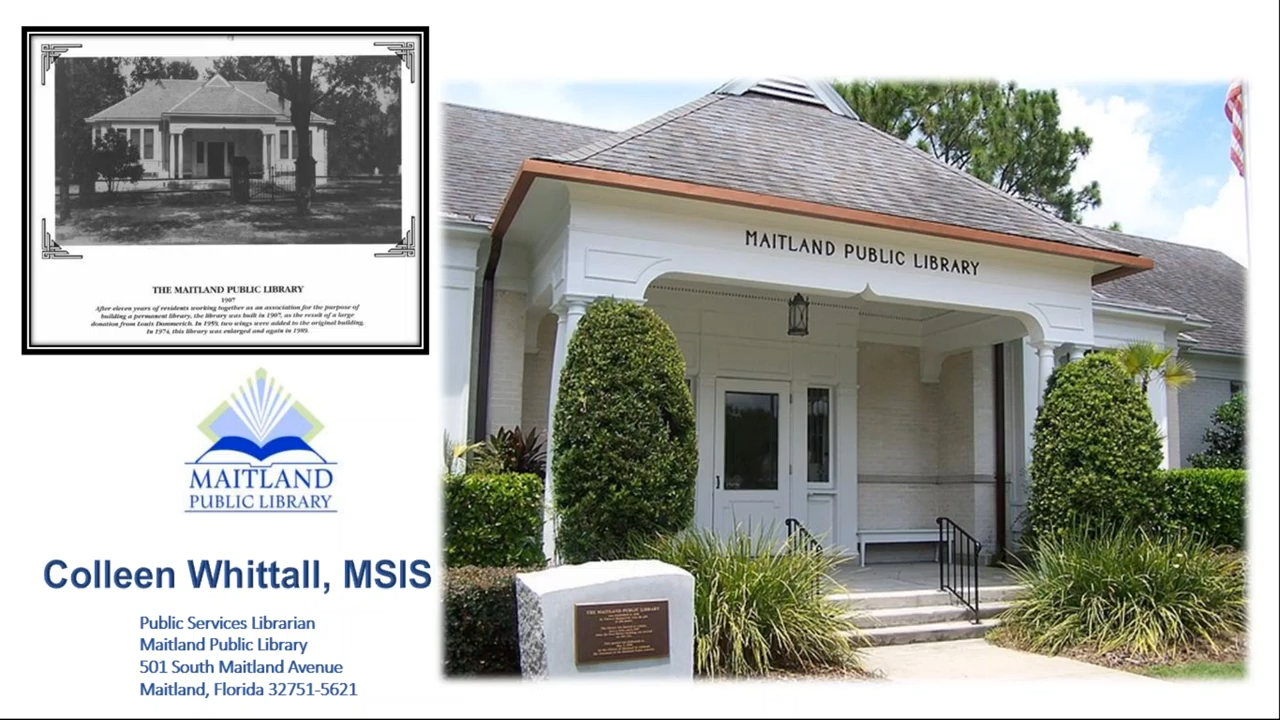 THE MAITLAND PUBLIC LIBRARY
1907
After eleven years of residents working together as an association for the purpose of
building a permanent library, the library was built in 1907, as the result of a large
donation from Louis Dommerich. In 1955, two wings were added to the original building.
In 1974, this library was enlarged and again in 1989.
MAITLAND
PUBLIC LIBRARY
Colleen Whittall, MSIS
Public Services Librarian
Maitland Public Library
501 South Maitland Avenue
Maitland, Florida 32751-5621
MAITLAND PUBLIC LIBRARY
THE MAITLAND PUBLIC LIBRARY